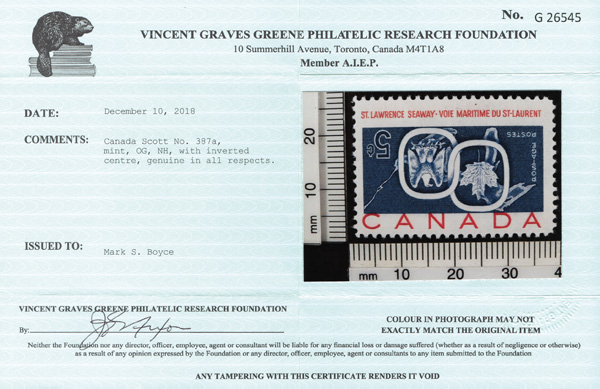 No. G 26545
VINCENT GRAVES GREENE PHILATELIC RESEARCH FOUNDATION
10 Summerhill Avenue, Toronto, Canada M4T1A8
Member A.I.E.P.
DATE: December 10, 2018
COMMENTS: Canada Scott No. 387a,
mint, OG, NH, with inverted
centre, genuine in all respects.
ISSUED TO: Mark S. Boyce
20
10
mm
ST. LAWRENCE SEAWAY-VOIE MARITIME DU ST-LAURENT
5c
POSTES
POSTAGE
CANADA
mm 10 20 30 4
VINCENT GRAVES GREENE PHILATELIC RESEARCH FOUNDATION
By:
COLOUR IN PHOTOGRAPH MAY NOT
EXACTLY MATCH THE ORIGINAL ITEM
Neither the Foundation nor any director, officer, employee, agent or consultant will be liable for any financial loss or damage suffered (whether as a result of negligence or otherwise)
as a result of any opinion expressed by the Foundation or any director, officer, employee, agent or consultants to any item submitted to the Foundation
ANY TAMPERING WITH THIS CERTIFICATE RENDERS IT VOID